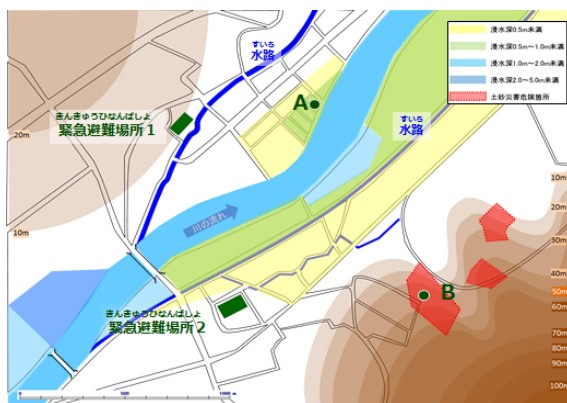 浸水深0.5m未満
浸水深0.5m~1.0m未満
浸水深1.0m~2.0m未満
浸水深2.0~5.0m未満
土砂災害危険箇所
すいろ
水路
A
きんきゅうひなんばしょ
緊急避難場所1
すいろ
水路
20m
10m
川の流れ
10m
20m
30m
40m
50m
60m
70m
80m
90m
100m
B
きんきゅうひなんばしょ
緊急避難場所2
0 500 1000 m